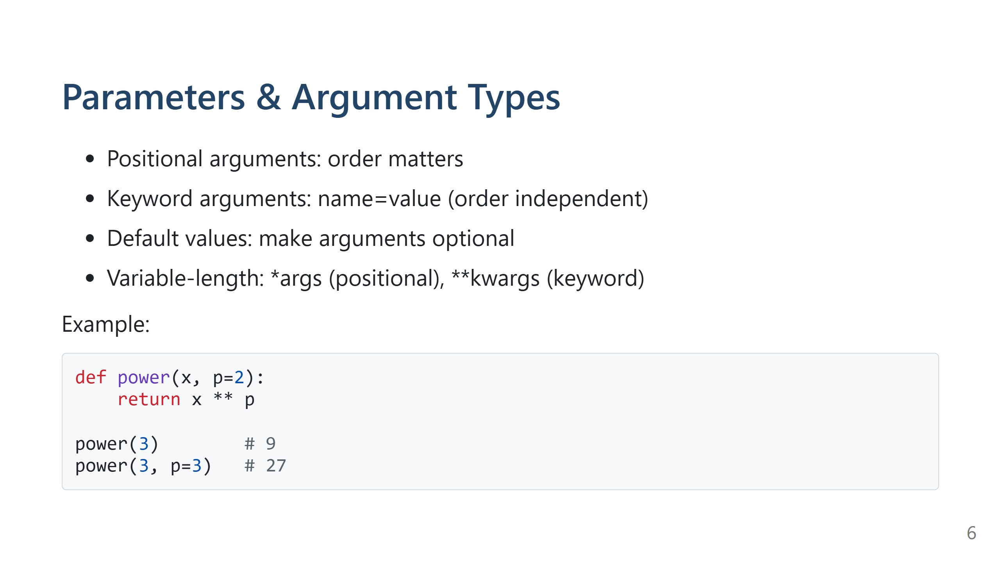 Parameters & Argument Types
• Positional arguments: order matters
• Keyword arguments: name=value (order independent)
• Default values: make arguments optional
• Variable-length: *args (positional), **kwargs (keyword)
Example:
def power(x, p=2):
    return x ** p
power(3)        # 9
power(3, p=3)   # 27
6